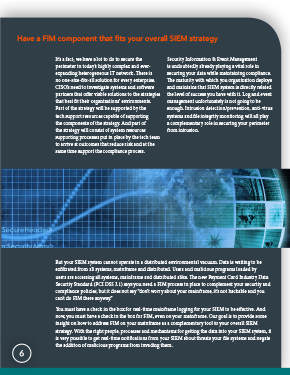 Have a FIM component that fits your overall SIEM strategy
It's a fact, we have a lot to do to secure the
perimeter in today's highly complex and ever-
expanding heterogeneous IT network. There is
no one-size-fits-all solution for every enterprise.
CISO's need to investigate systems and software
partners that offer viable solutions to the strategies
that best fit their organizations' environments.
Part of the strategy will be supported by the
tech support resources capable of supporting
the components of the strategy. And part of
the strategy will consist of system resources
supporting processes put in place by the tech team
to arrive at outcomes that reduce risk and at the
same time support the compliance process.
Security Information & Event Management
is undoubtedly already playing a vital role in
securing your data while maintaining compliance.
The maturity with which your organization deploys
and maintains that SIEM system is directly related
the level of success you have with it. Log and event
management unfortunately is not going to be
enough. Intrusion detection/prevention, anti-virus
systems and file integrity monitoring will all play
a complementary role in securing your perimeter
from intrusion.
SecureHeaders
But your SIEM system cannot operate in a distributed environmental vacuum. Data is waiting to be
exfiltrated from all systems, mainframe and distributed. Users and malicious programs loaded by
users are accessing all systems, mainframe and distributed alike. The new Payment Card Industry Data
Security Standard (PCI DSS 3.1) says you need a FIM process in place to complement your security and
compliance policies, but it does not say "don't worry about your mainframe, it's not hackable and you
can't do FIM there anyway!"
You must have a check in the box for real-time mainframe logging for your SIEM to be effective. And
now, you must have a check in the box for FIM, even on your mainframe. Our goal is to provide some
insight on how to address FIM on your mainframe as a complementary tool to your overall SIEM
strategy. With the right people, processes and mechanisms for getting the data into your SIEM system, it
is very possible to get real-time notifications from your SIEM about threats your file systems and negate
the addition of malicious programs from invading them.
6